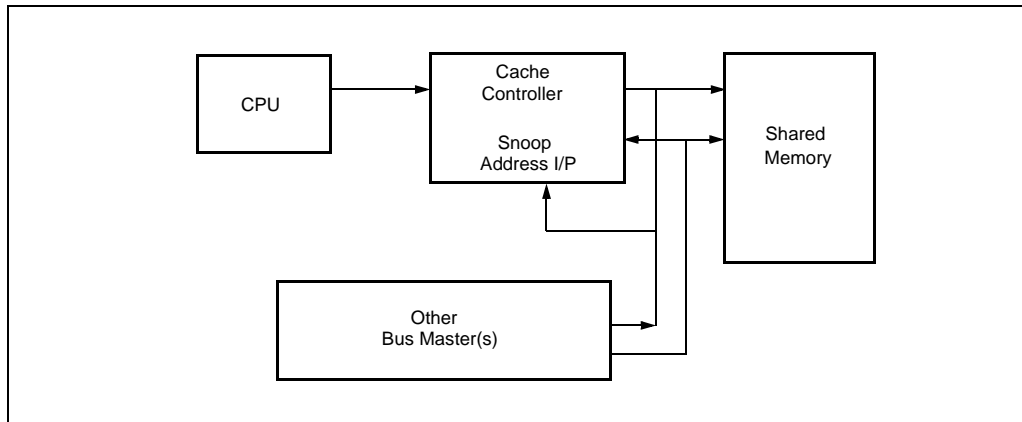 CPU
Cache
Controller
Snoop
Address I/P
Shared
Memory
Other
Bus Master(s)